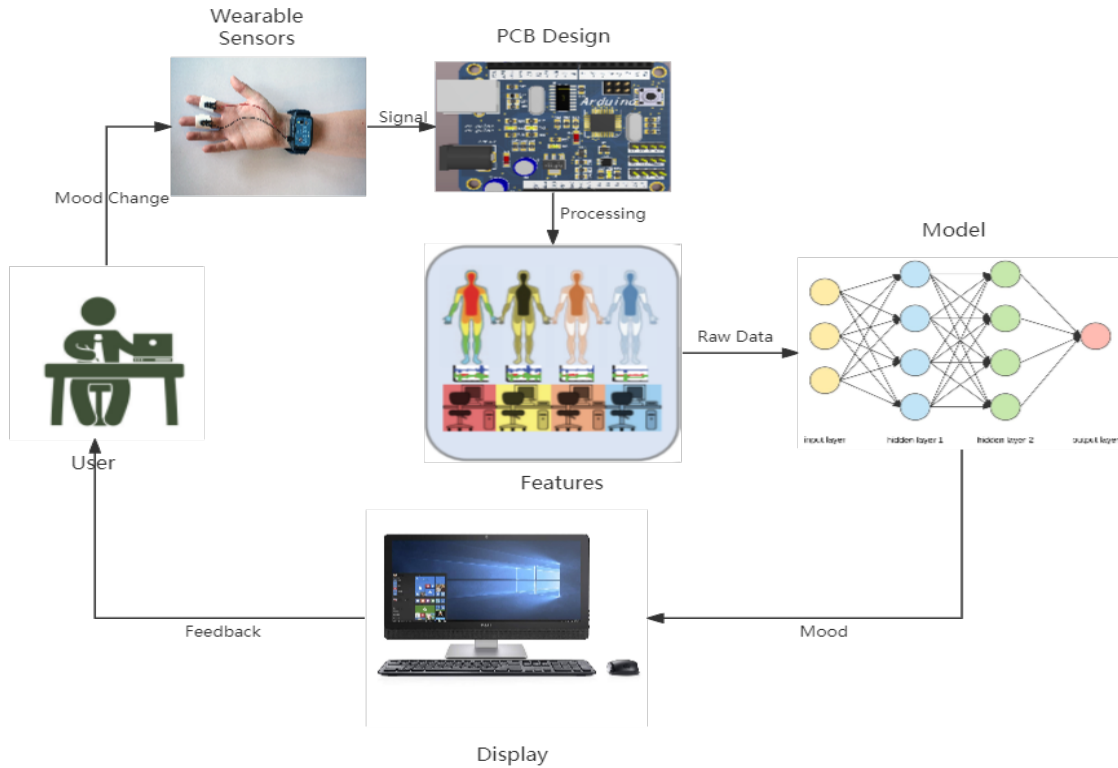 Wearable
Sensors
PCB Design
Signal
Arduino
Mood Change
Processing
Model
Raw Data
input layer
hidden layer 1
hidden layer 2
output layer
User
Features
Feedback
Mood
Display